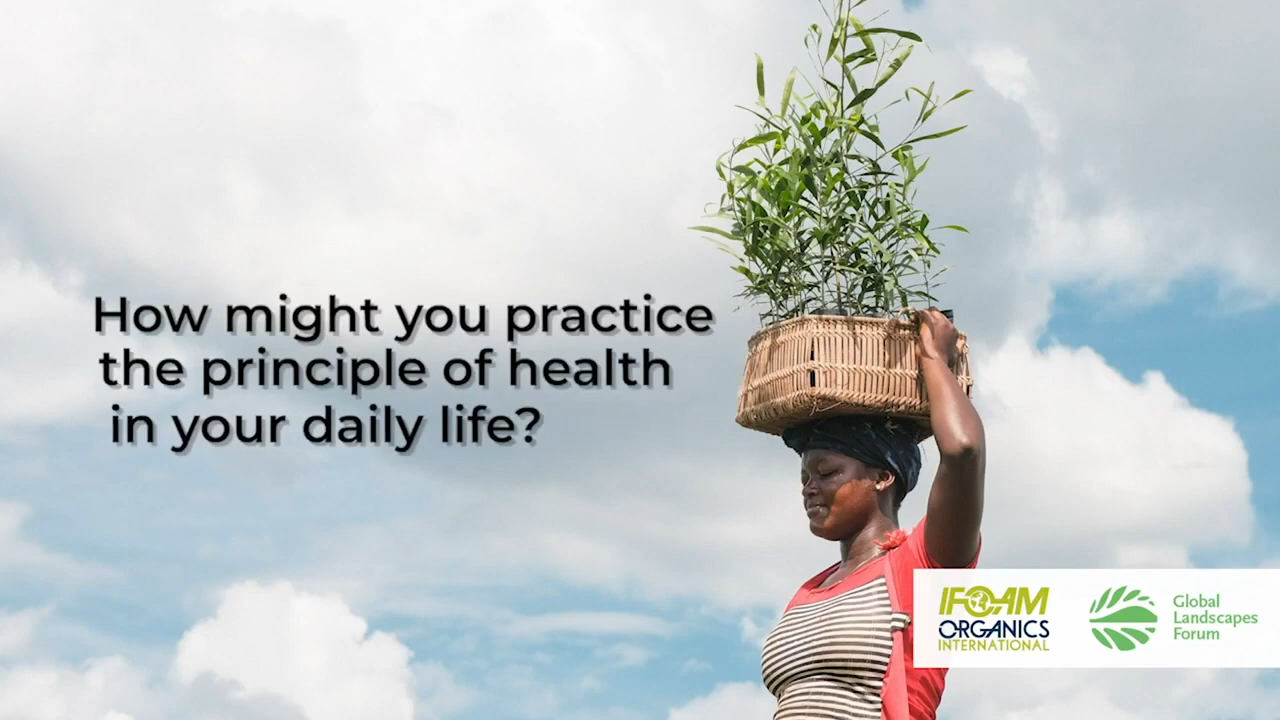 How might you practice
the principle of health
in your daily life?
IFOAM
ORGANICS
INTERNATIONAL
Global
Landscapes
Forum